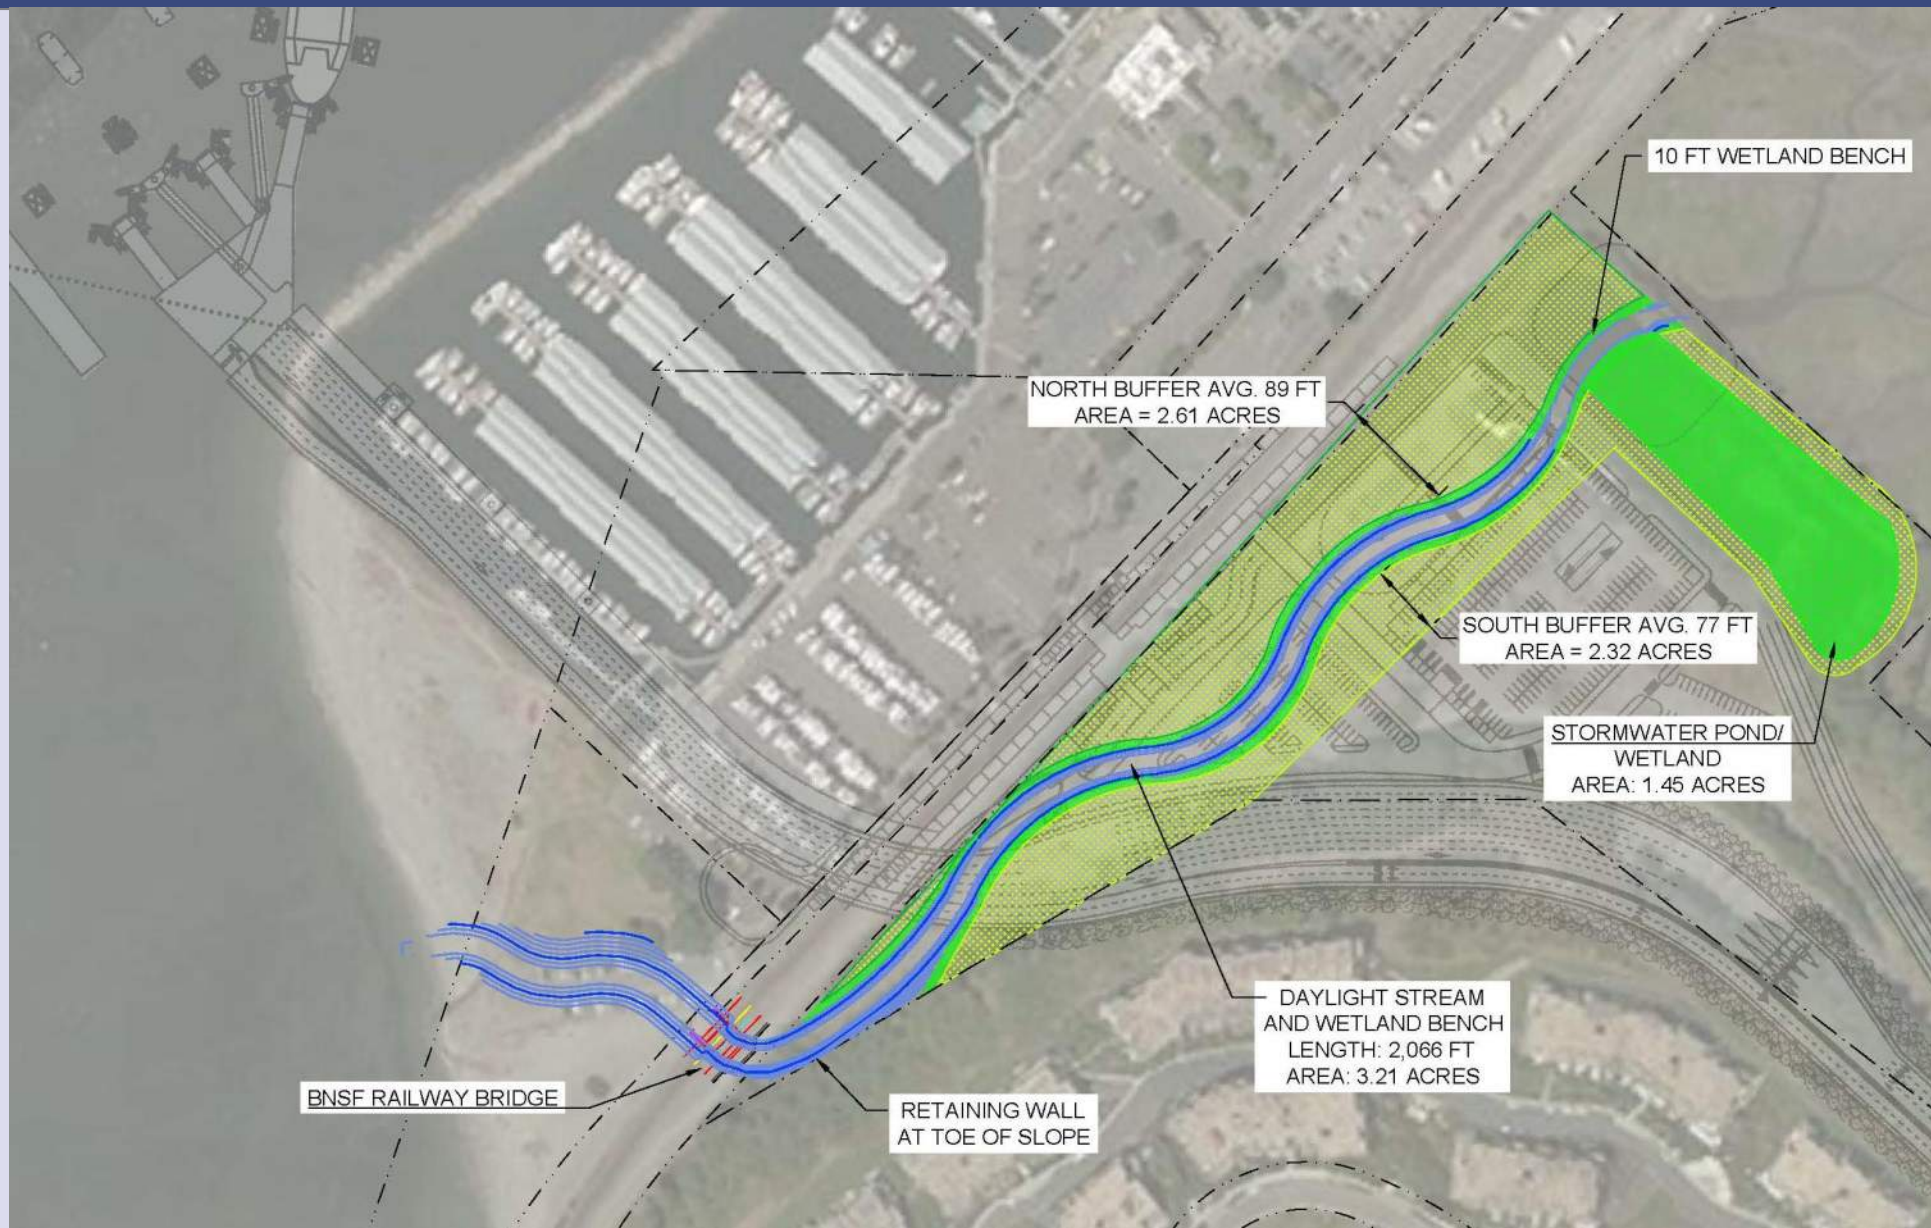 10 FT WETLAND BENCH
NORTH BUFFER AVG. 89 FT
AREA = 2.61 ACRES
SOUTH BUFFER AVG. 77 FT
AREA = 2.32 ACRES
STORMWATER POND/
WETLAND
AREA: 1.45 ACRES
DAYLIGHT STREAM
AND WETLAND BENCH
LENGTH: 2,066 FT
AREA: 3.21 ACRES
BNSF RAILWAY BRIDGE
RETAINING WALL
AT TOE OF SLOPE